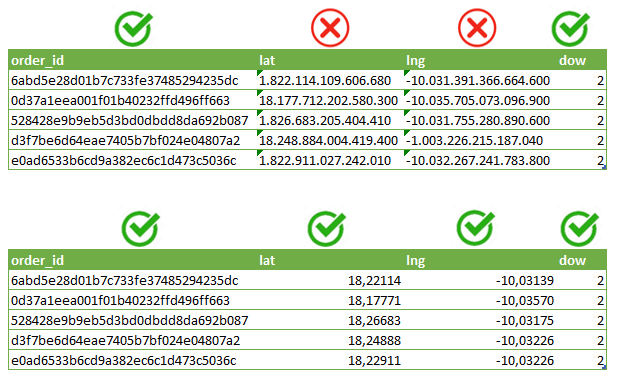 order_id lat lng dow
6abd5e28d01b7c733fe37485294235dc 1.822.114.109.606.680 -10.031.391.366.664.600 2
0d37a1eea001f01b40232ffd496ff663 18.177.712.202.580.300 -10.035.705.073.096.900 2
528428e9b9eb5d3bd0dbdd8da692b087 1.826.683.205.404.410 -10.031.755.280.890.600 2
d3f7be6d64eae7405b7bf024e04807a2 18.248.884.004.419.400 -1.003.226.215.187.040 2
e0ad6533b6cd9a382ec6c1d473c5036c 1.822.911.027.242.010 -10.032.267.241.783.800 2
order_id lat lng dow
6abd5e28d01b7c733fe37485294235dc 18,22114 -10,03139 2
0d37a1eea001f01b40232ffd496ff663 18,17771 -10,03570 2
528428e9b9eb5d3bd0dbdd8da692b087 18,26683 -10,03175 2
d3f7be6d64eae7405b7bf024e04807a2 18,24888 -10,03226 2
e0ad6533b6cd9a382ec6c1d473c5036c 18,22911 -10,03226 2